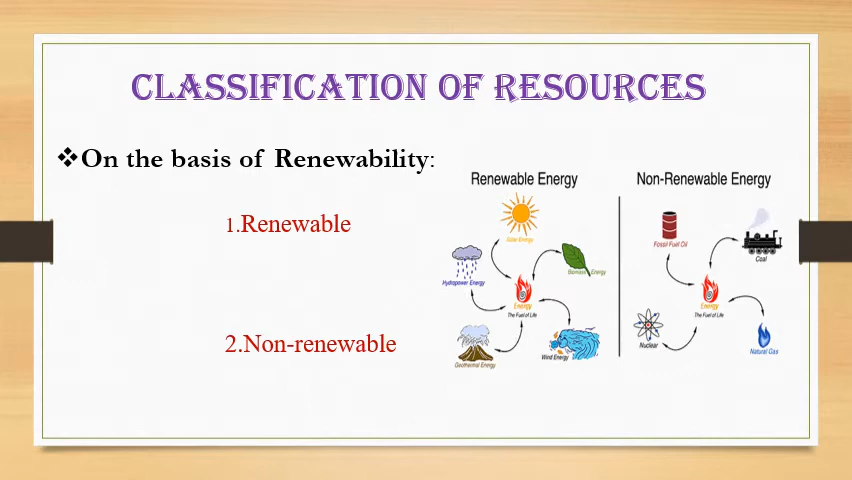 CLASSIFICATION OF RESOURCES
❖On the basis of Renewability:
1.Renewable
2.Non-renewable
Renewable Energy
Solar Energy
Hydropower Energy
Biomass Energy
Energy
The Fuel of Life
Geothermal Energy
Wind Energy
Non-Renewable Energy
Fossil Fuel Oil
Coal
Energy
The Fuel of Life
Nuclear
Natural Gas